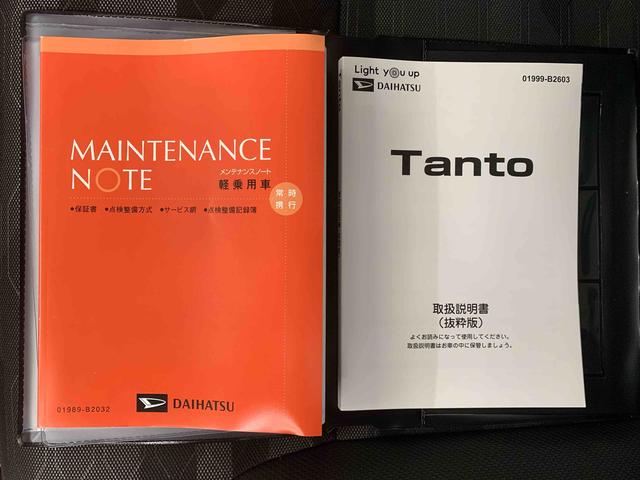 MAINTENANCE
NOTE
メンテナンスノート
軽乗用車
常時
携行
●保証書 ●点検整備方式 ●サービス網 ●点検整備記録簿
01989-B2032
DAIHATSU
Light you up
DAIHATSU
01999-B2603
Tanto
取扱説明書
（抜粋版）
よくお読みになって使用してください。
取扱説明書はお車の中に保管しましょう。